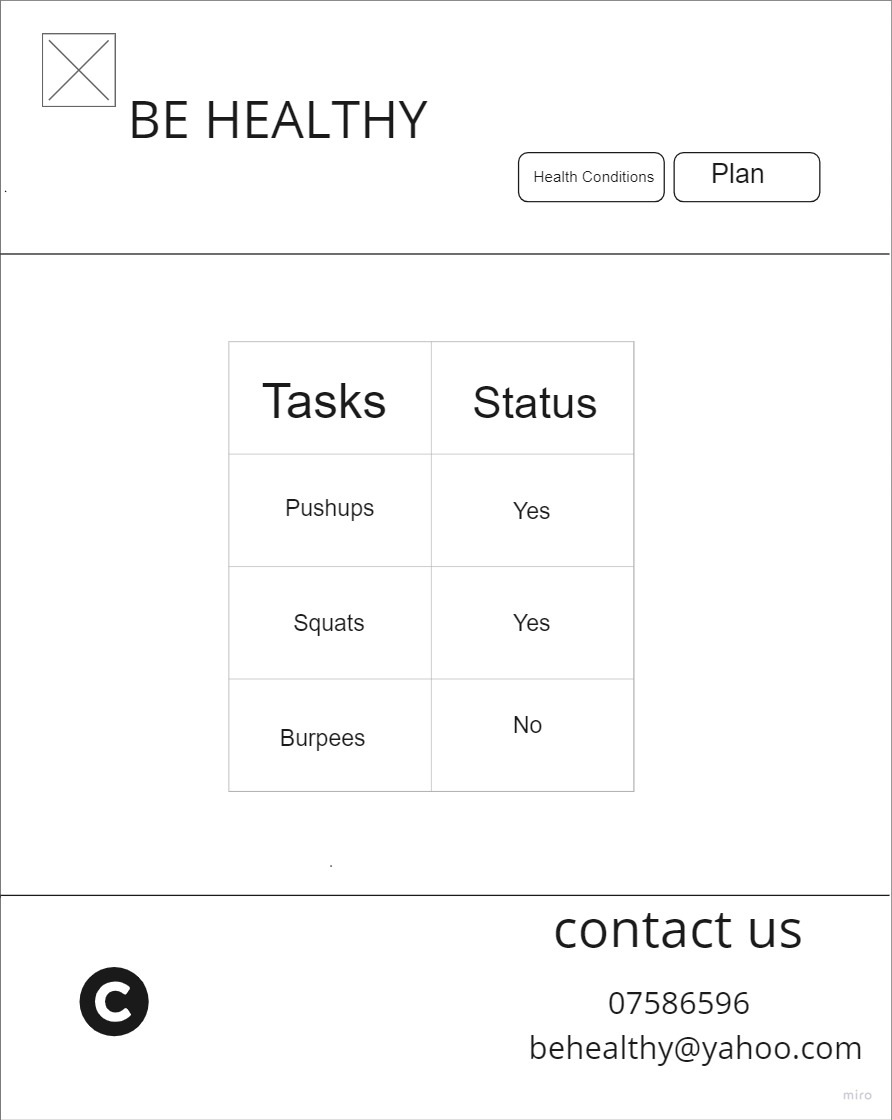 BE HEALTHY
Health Conditions
Plan
Tasks
Status
Pushups
Yes
Squats
Yes
Burpees
No
contact us
C
07586596
behealthy@yahoo.com
miro